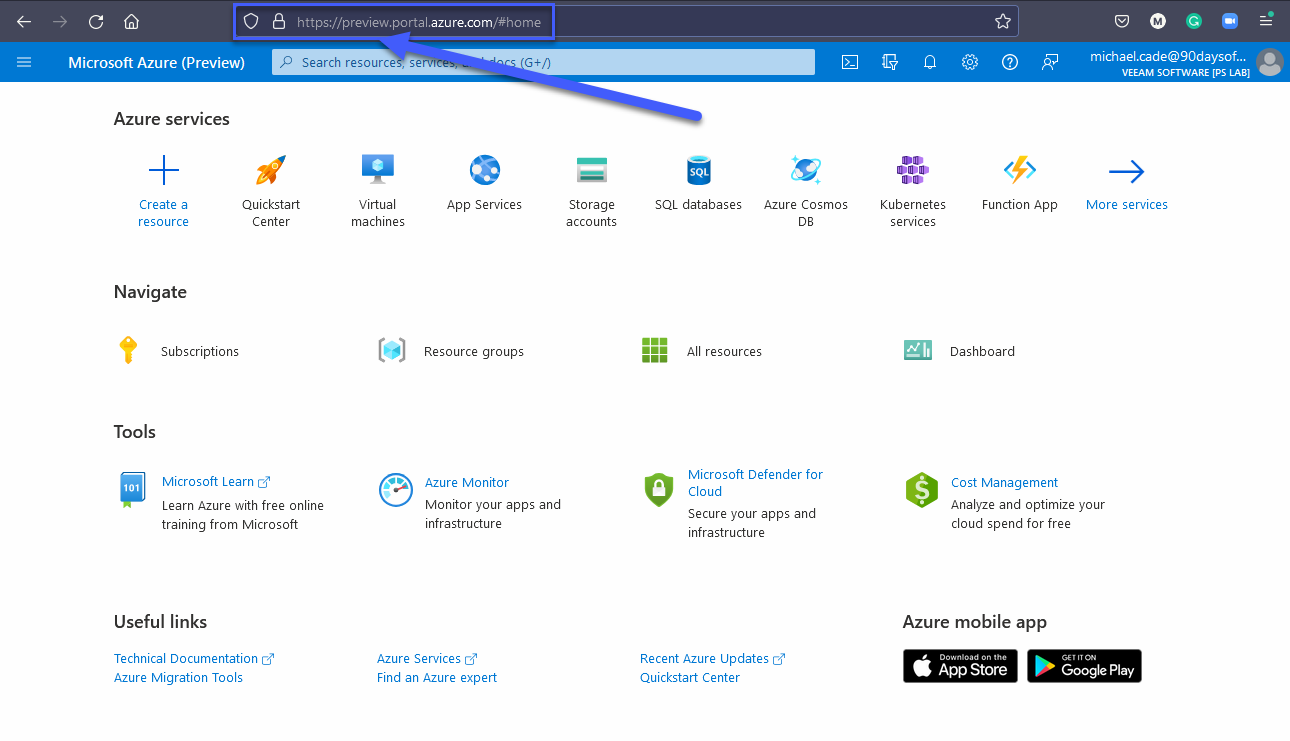 https://preview.portal.azure.com/#home
M
G
Microsoft Azure (Preview)
Search resources, services, and docs (G+/)
michael.cade@90daysof...
VEEAM SOFTWARE [PS LAB]
Azure services
Create a
resource
Quickstart
Center
Virtual
machines
App Services
Storage
accounts
SQL
SQL databases
Azure Cosmos
DB
Kubernetes
services
Function App
More services
Navigate
Subscriptions
Resource groups
All resources
Dashboard
Tools
101
Microsoft Learn
Learn Azure with free online
training from Microsoft
Azure Monitor
Monitor your apps and
infrastructure
Microsoft Defender for
Cloud
Secure your apps and
infrastructure
$
Cost Management
Analyze and optimize your
cloud spend for free
Useful links
Technical Documentation
Azure Migration Tools
Azure Services
Find an Azure expert
Recent Azure Updates
Quickstart Center
Azure mobile app
Download on the
App Store
GET IT ON
Google Play